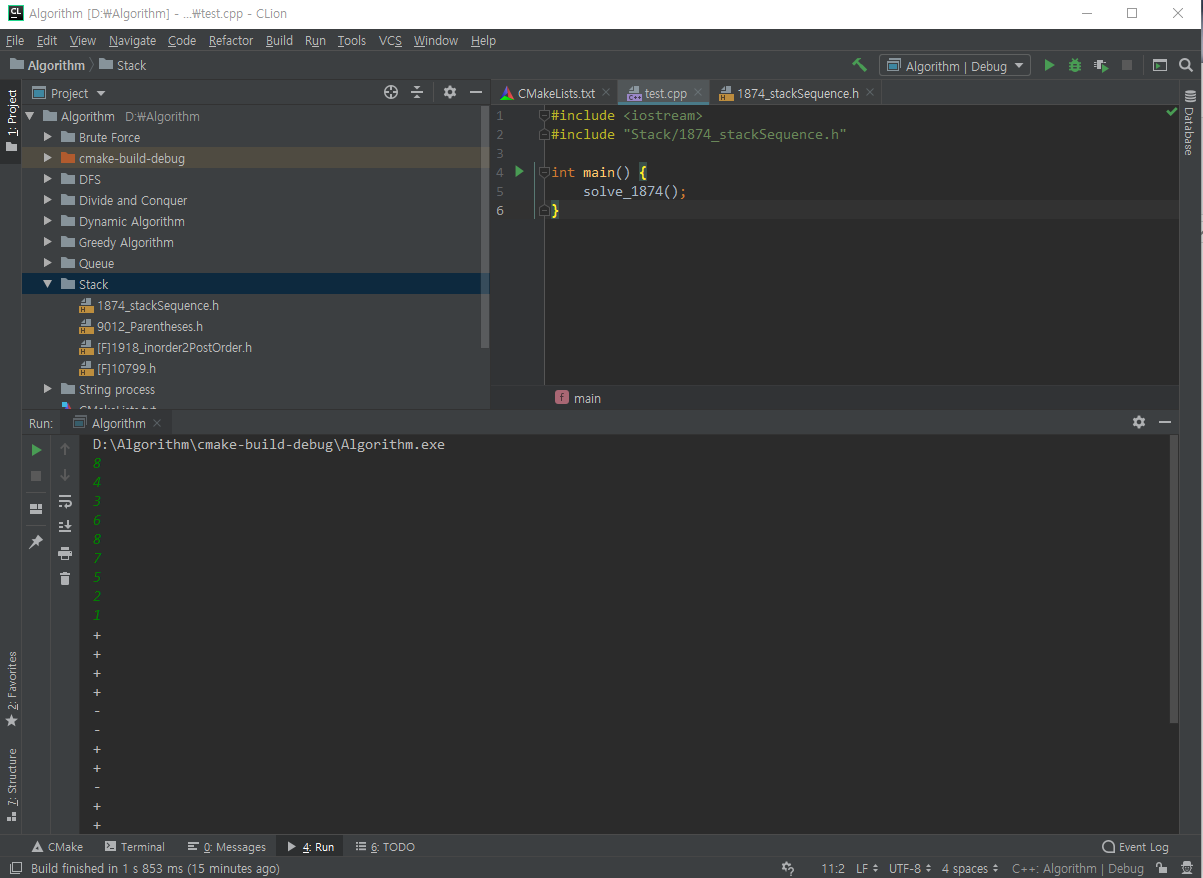 Algorithm [D:₩Algorithm] - ...₩test.cpp - CLion
File Edit View Navigate Code Refactor Build Run Tools VCS Window Help
Algorithm Stack
Algorithm | Debug
1: Project
Project
Algorithm D:₩Algorithm
Brute Force
cmake-build-debug
DFS
Divide and Conquer
Dynamic Algorithm
Greedy Algorithm
Queue
Stack
1874_stackSequence.h
9012_Parentheses.h
[F]1918_inorder2PostOrder.h
[F]10799.h
String process
CMakeLists.txt
CMakeLists.txt test.cpp 1874_stackSequence.h
1 #include <iostream>
2 #include "Stack/1874_stackSequence.h"
3
4 int main() {
5 solve_1874();
6 }
f main
Database
Run: Algorithm
D:\Algorithm\cmake-build-debug\Algorithm.exe
8
4
3
6
8
7
5
2
1
+
+
+
+
-
-
+
+
-
+
+
2: Favorites
7: Structure
CMake Terminal 0: Messages 4: Run 6: TODO Event Log
Build finished in 1 s 853 ms (15 minutes ago) 11:2 LF UTF-8 4 spaces C++: Algorithm | Debug